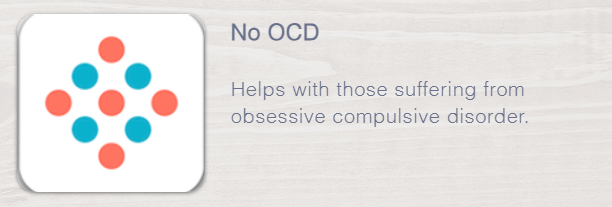 No OCD
Helps with those suffering from
obsessive compulsive disorder.